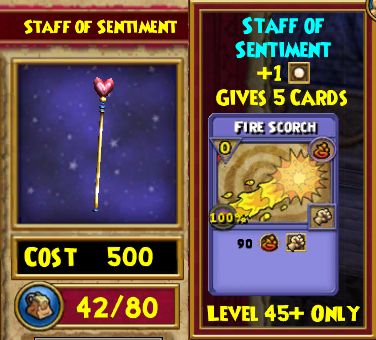 STAFF OF SENTIMENT
COST 500
42/80
STAFF OF
SENTIMENT
+1
GIVES 5 CARDS
FIRE SCORCH
0
100%
90
LEVEL 45+ ONLY